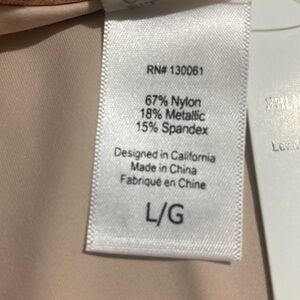 RN# 130061
67% Nylon
18% Metallic
15% Spandex
Designed in California
Made in China
Fabriqué en Chine
L/G